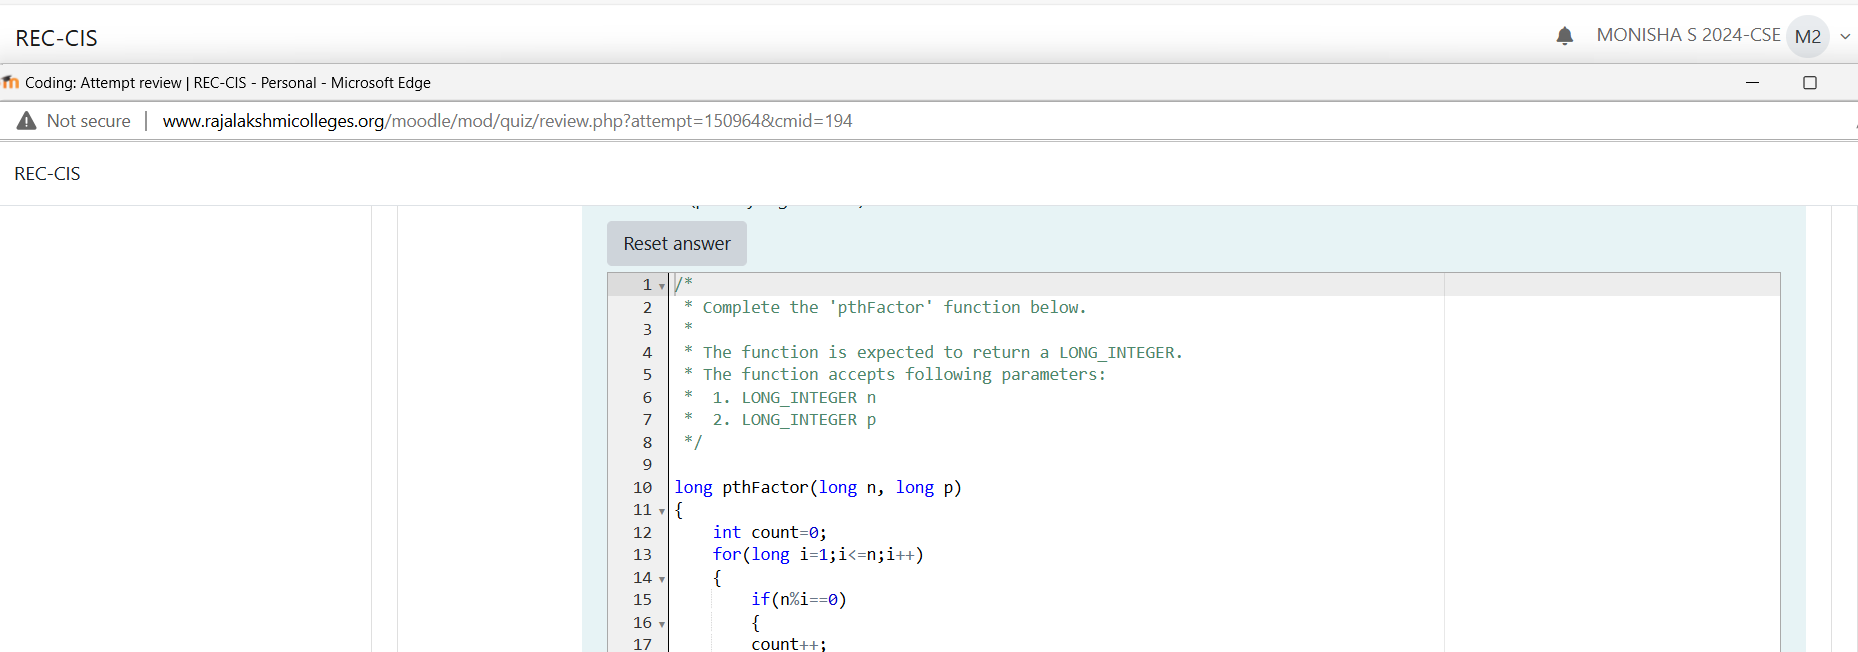 REC-CIS
MONISHA S 2024-CSE M2
Coding: Attempt review | REC-CIS - Personal - Microsoft Edge
Not secure | www.rajalakshmicolleges.org/moodle/mod/quiz/review.php?attempt=150964&cmid=194
REC-CIS
Reset answer
1 /*
2  * Complete the 'pthFactor' function below.
3  *
4  * The function is expected to return a LONG_INTEGER.
5  * The function accepts following parameters:
6  *  1. LONG_INTEGER n
7  *  2. LONG_INTEGER p
8  */
9
10 long pthFactor(long n, long p)
11 {
12     int count=0;
13     for(long i=1;i<=n;i++)
14     {
15         if(n%i==0)
16         {
17         count++;